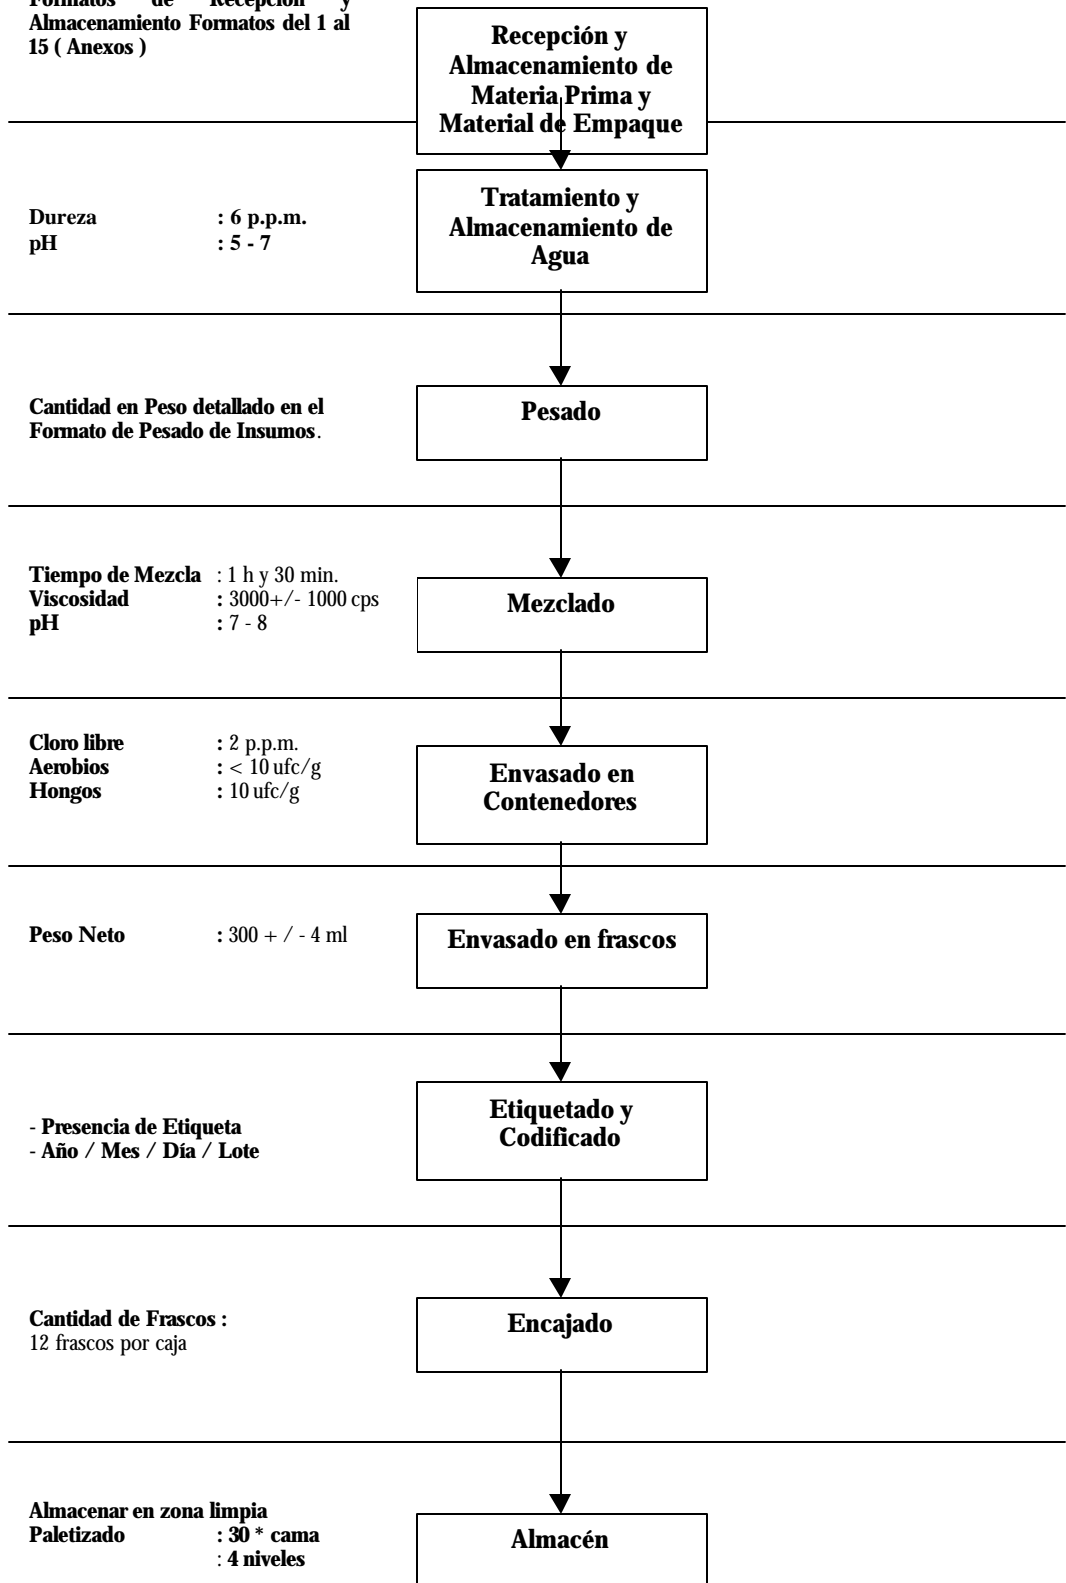 Formatos de Recepción y
Almacenamiento Formatos del 1 al
15 ( Anexos )
Recepción y
Almacenamiento de
Materia Prima y
Material de Empaque
Dureza : 6 p.p.m.
pH : 5 - 7
Tratamiento y
Almacenamiento de
Agua
Cantidad en Peso detallado en el
Formato de Pesado de Insumos.
Pesado
Tiempo de Mezcla : 1 h y 30 min.
Viscosidad : 3000+/- 1000 cps
pH : 7 - 8
Mezclado
Cloro libre : 2 p.p.m.
Aerobios : < 10 ufc/g
Hongos : 10 ufc/g
Envasado en
Contenedores
Peso Neto : 300 + / - 4 ml
Envasado en frascos
- Presencia de Etiqueta
- Año / Mes / Día / Lote
Etiquetado y
Codificado
Cantidad de Frascos :
12 frascos por caja
Encajado
Almacenar en zona limpia
Paletizado : 30 * cama
: 4 niveles
Almacén